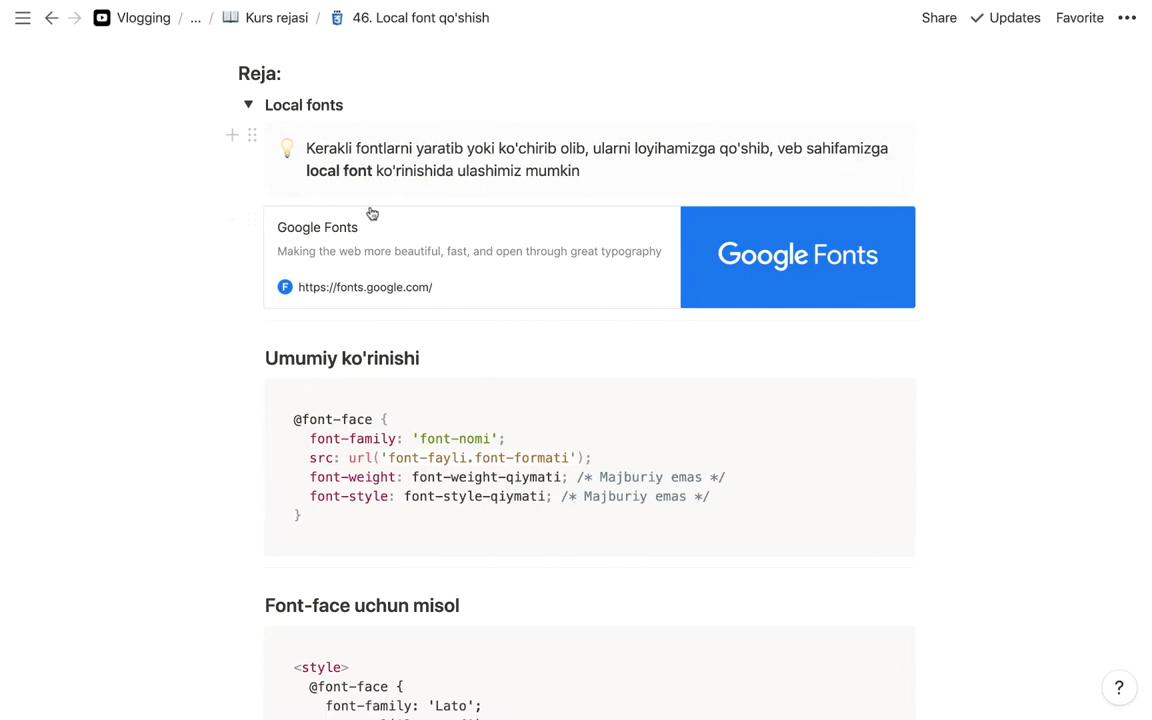 Vlogging / ... / Kurs rejasi / 46. Local font qo'shish
Share Updates Favorite
Reja:
Local fonts
Kerakli fontlarni yaratib yoki ko'chirib olib, ularni loyihamizga qo'shib, veb sahifamizga
local font ko'rinishida ulashimiz mumkin
Google Fonts
Making the web more beautiful, fast, and open through great typography
F https://fonts.google.com/
Google Fonts
Umumiy ko'rinishi
@font-face {
font-family: 'font-nomi';
src: url('font-fayli.font-formati');
font-weight: font-weight-qiymati; /* Majburiy emas */
font-style: font-style-qiymati; /* Majburiy emas */
}
Font-face uchun misol
<style>
@font-face {
font-family: 'Lato';
?